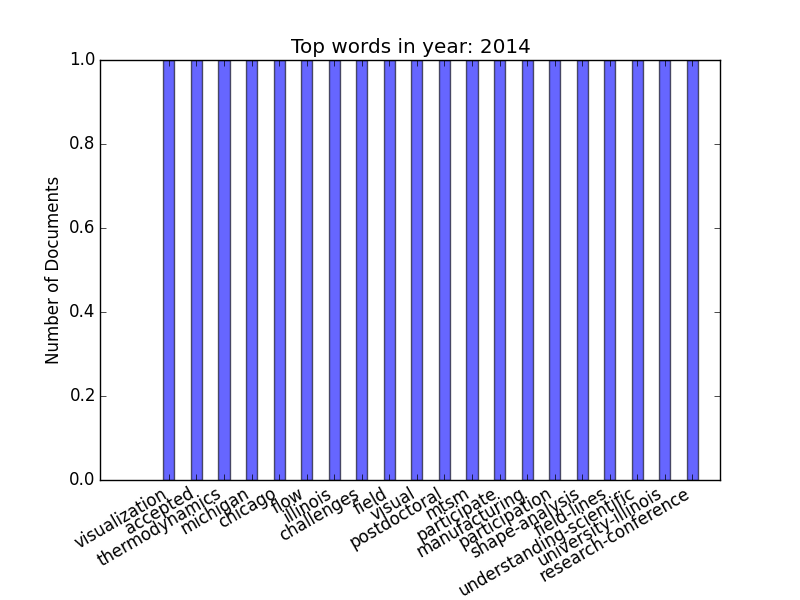 Top words in year: 2014
Number of Documents
1.0
0.8
0.6
0.4
0.2
0.0
visualization
accepted
thermodynamics
michigan
chicago
flow
illinois
challenges
field
visual
postdoctoral
mtsm
participate
manufacturing
participation
shape-analysis
field-lines
understanding-scientific
university-illinois
research-conference